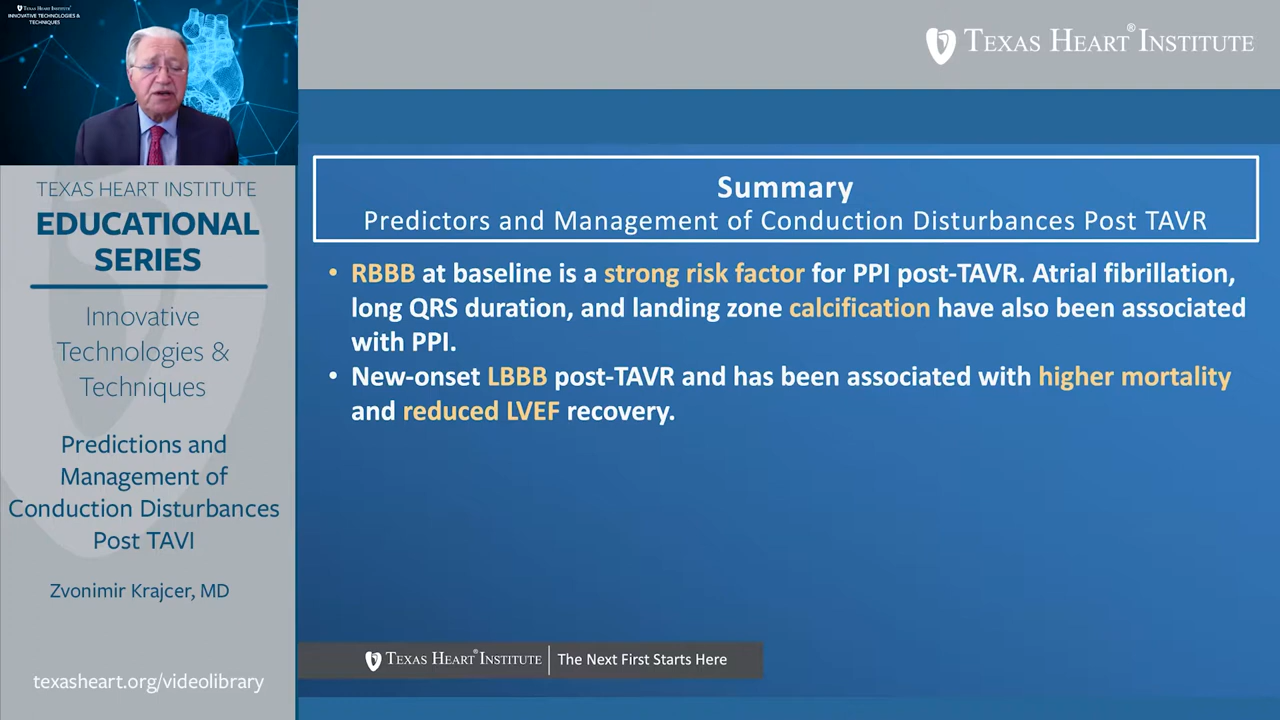 TEXAS HEART INSTITUTE
INNOVATIVE TECHNOLOGIES &
TECHNIQUES
TEXAS HEART INSTITUTE
EDUCATIONAL
SERIES
Innovative
Technologies &
Techniques
Predictions and
Management of
Conduction Disturbances
Post TAVI
Zvonimir Krajcer, MD
texasheart.org/videolibrary
TEXAS HEART® INSTITUTE
Summary
Predictors and Management of Conduction Disturbances Post TAVR
• RBBB at baseline is a strong risk factor for PPI post-TAVR. Atrial fibrillation,
long QRS duration, and landing zone calcification have also been associated
with PPI.
• New-onset LBBB post-TAVR and has been associated with higher mortality
and reduced LVEF recovery.
TEXAS HEART® INSTITUTE | The Next First Starts Here